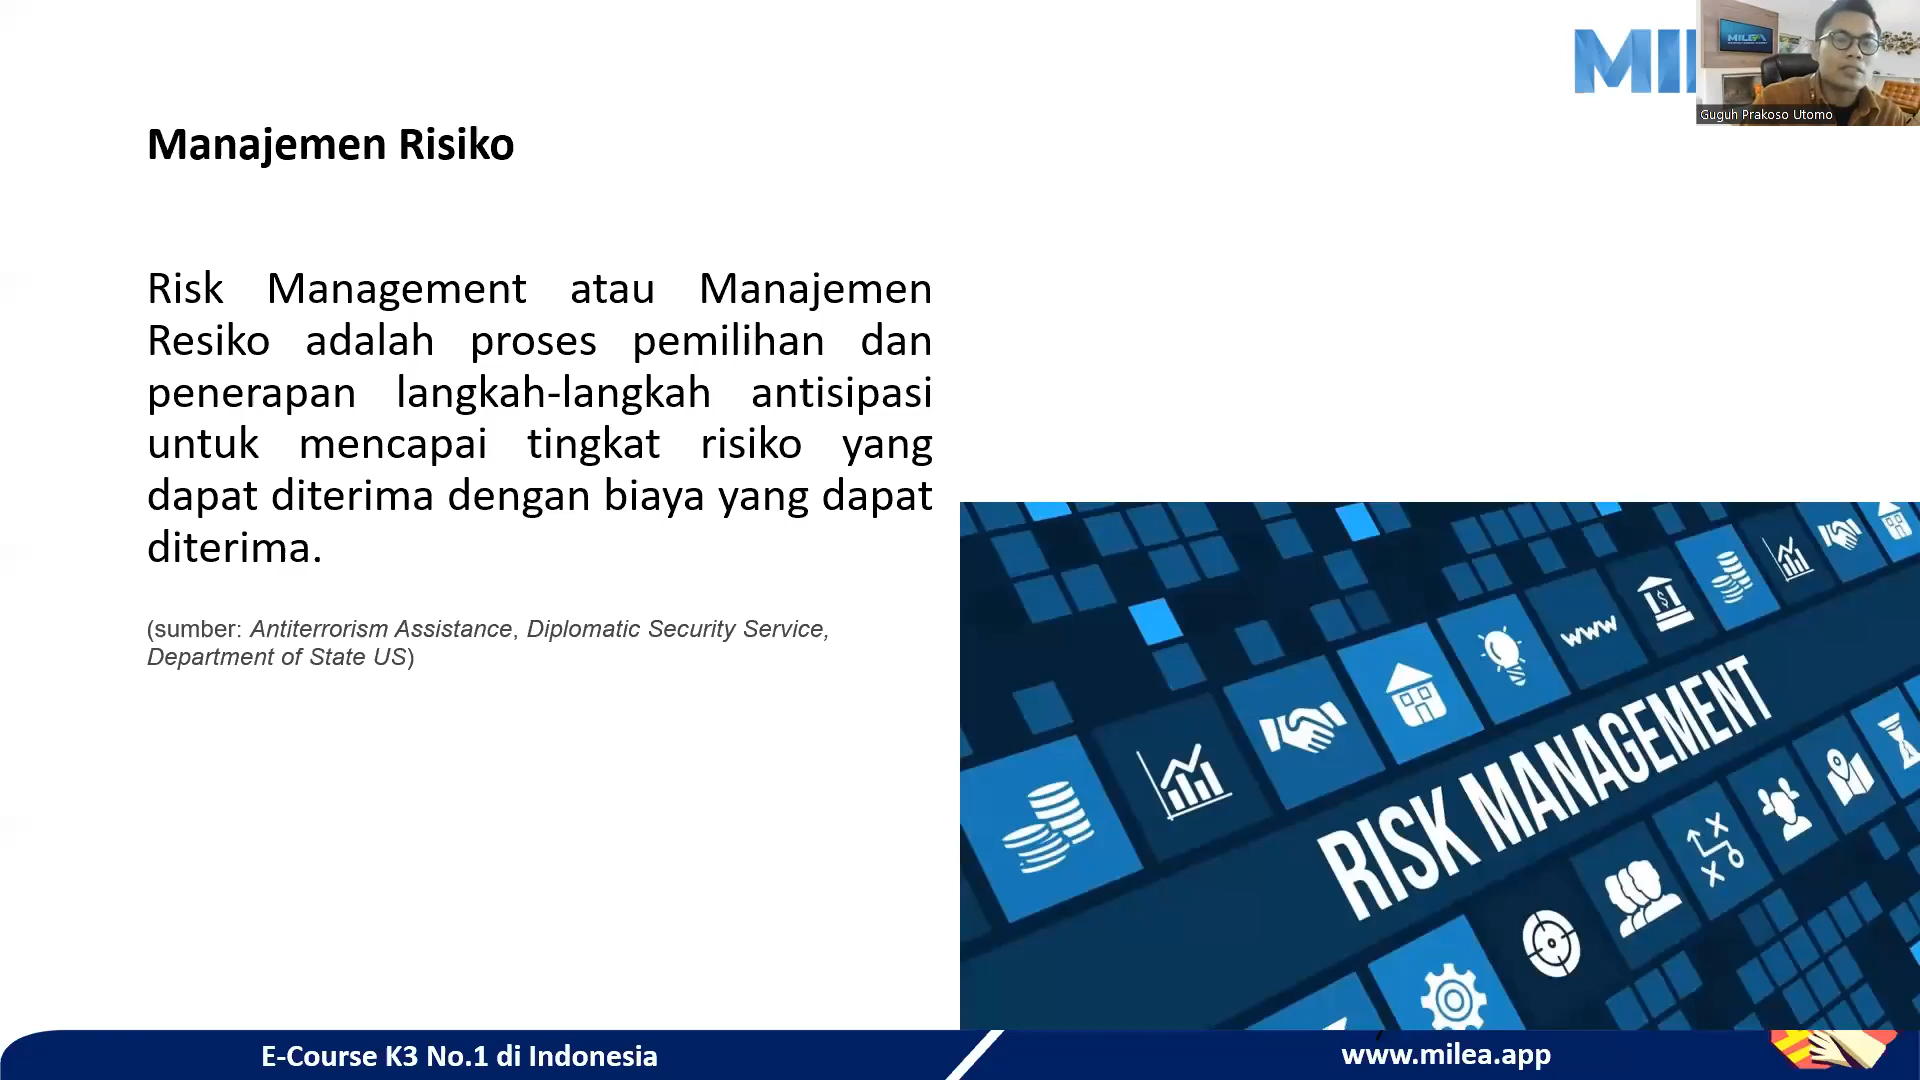 MILEA
Guguh Prakoso Utomo
Manajemen Risiko
Risk Management atau Manajemen
Resiko adalah proses pemilihan dan
penerapan langkah-langkah antisipasi
untuk mencapai tingkat risiko yang
dapat diterima dengan biaya yang dapat
diterima.
(sumber: Antiterrorism Assistance, Diplomatic Security Service,
Department of State US)
www
$
RISK MANAGEMENT
E-Course K3 No.1 di Indonesia
www.milea.app